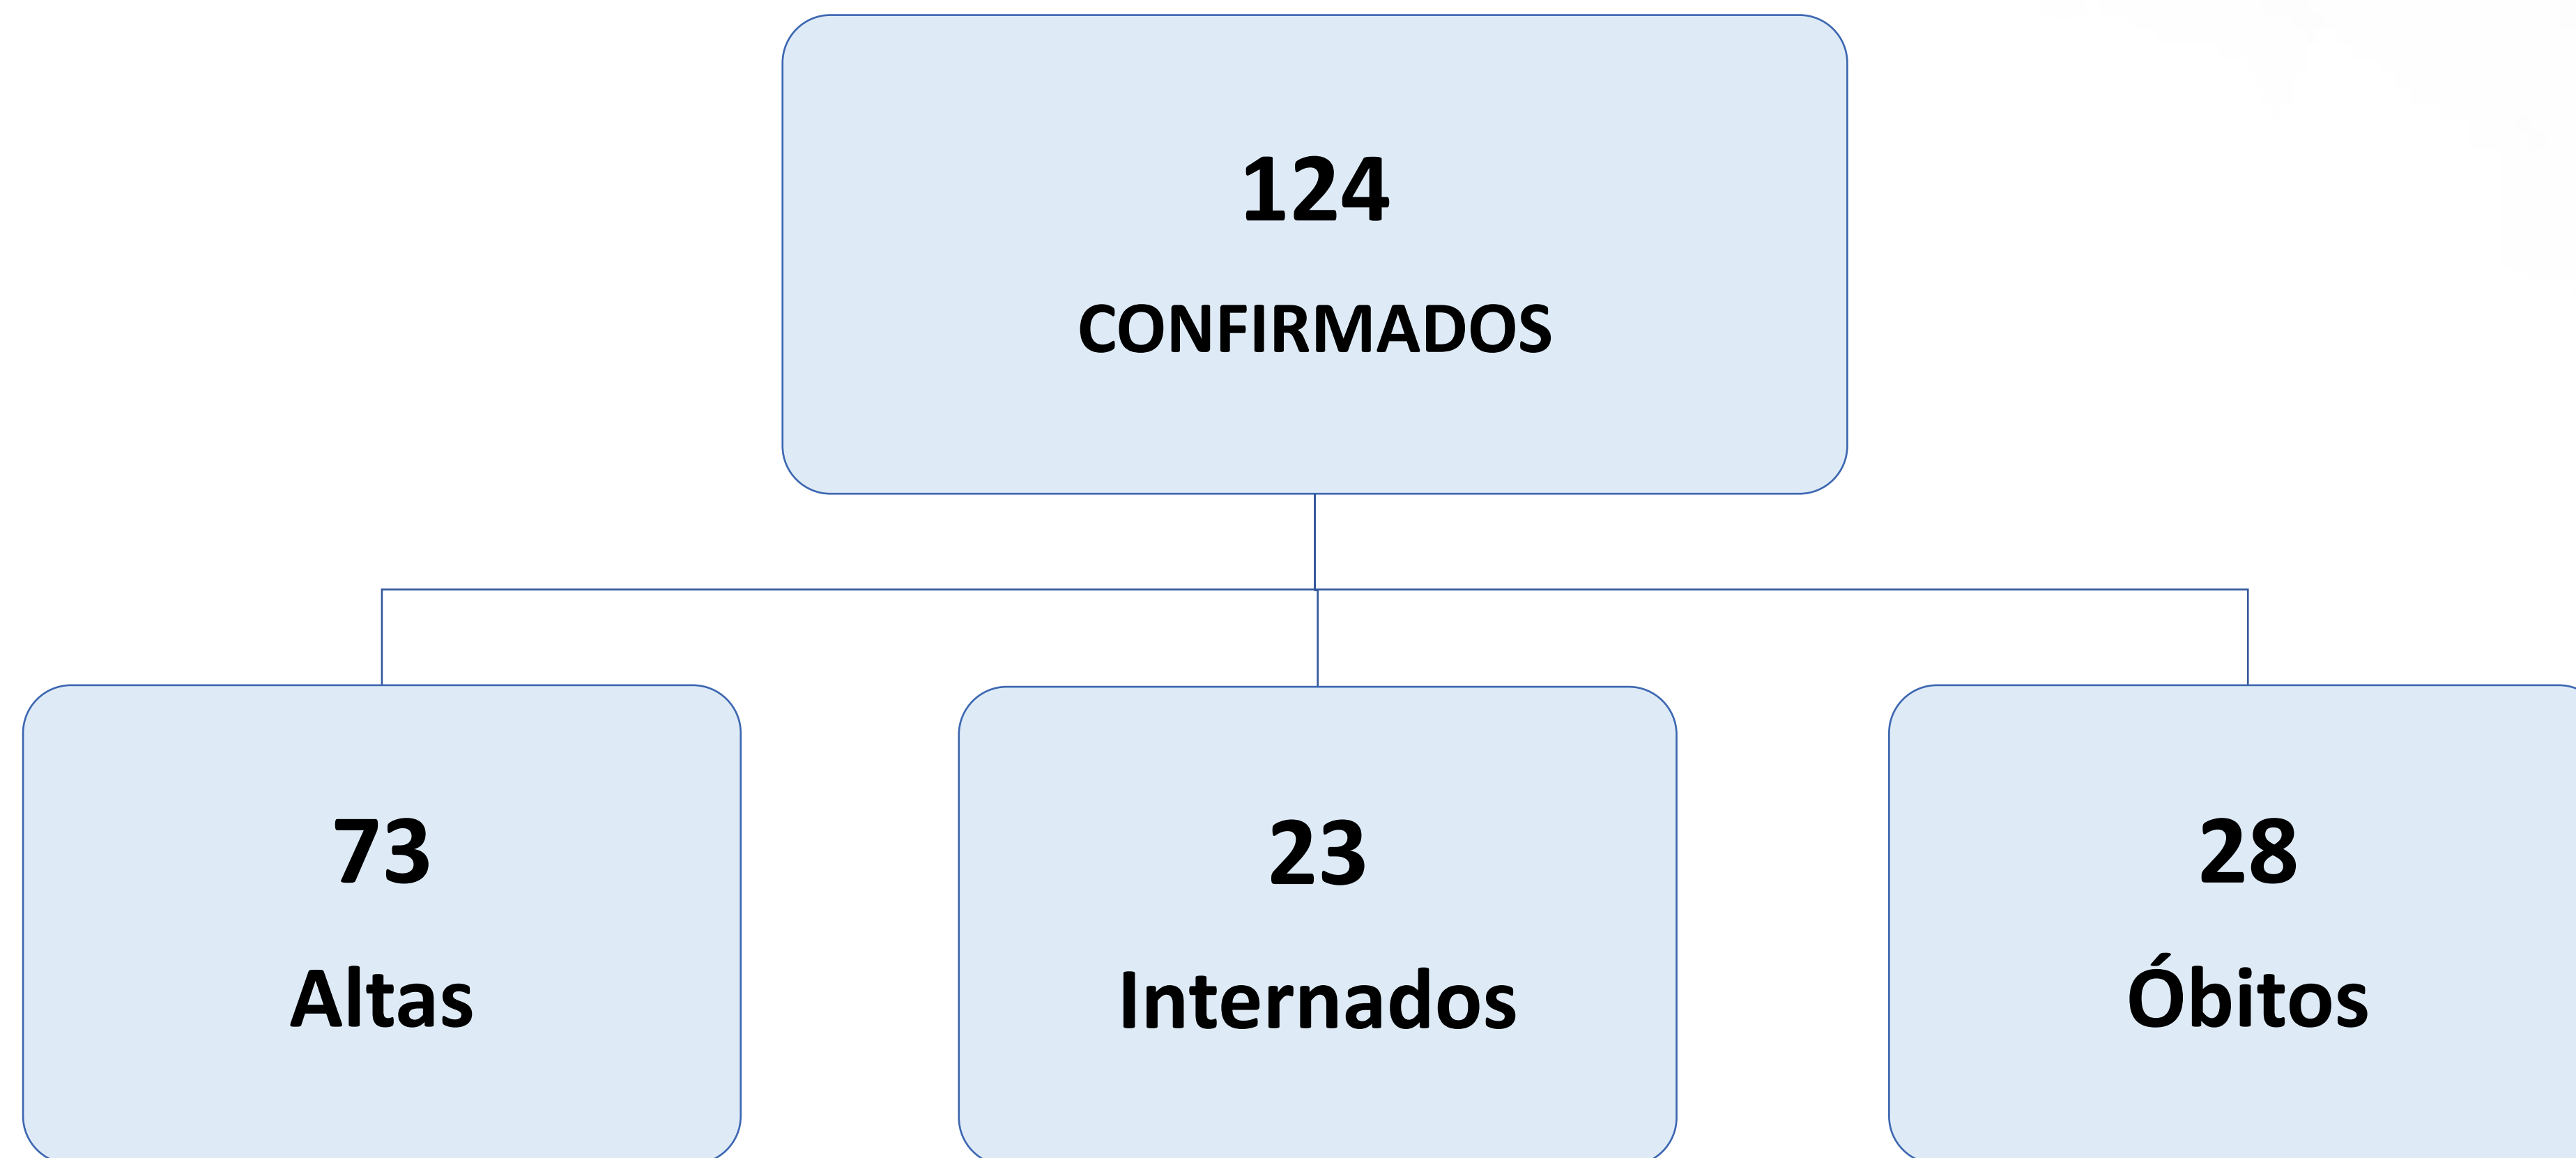 124
CONFIRMADOS
73
Altas
23
Internados
28
Óbitos